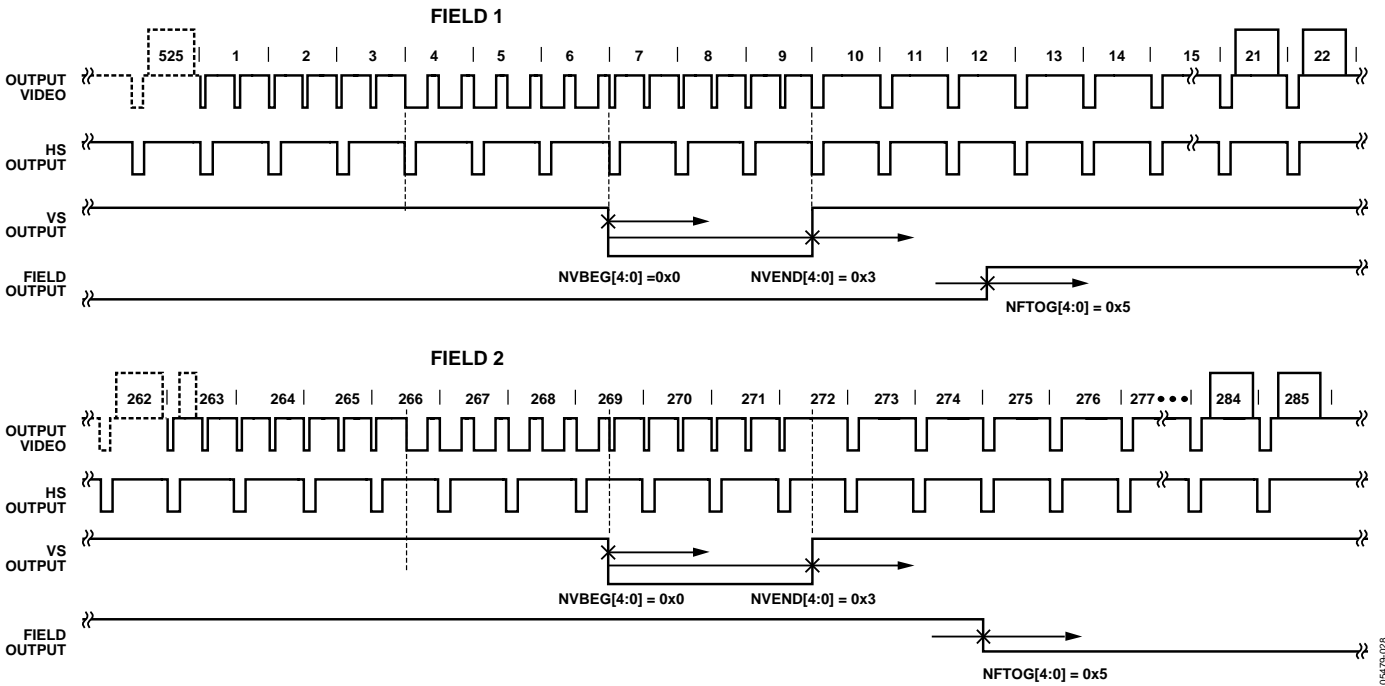 FIELD 1
525 | 1 | 2 | 3 | 4 | 5 | 6 | 7 | 8 | 9 | 10 | 11 | 12 | 13 | 14 | 15 | 21 | 22 |
OUTPUT
VIDEO
HS
OUTPUT
VS
OUTPUT
NVBEG[4:0] =0x0 NVEND[4:0] = 0x3
FIELD
OUTPUT
NFTOG[4:0] = 0x5
FIELD 2
262 | 263 | 264 | 265 | 266 | 267 | 268 | 269 | 270 | 271 | 272 | 273 | 274 | 275 | 276 | 277 ••• | 284 | 285 |
OUTPUT
VIDEO
HS
OUTPUT
VS
OUTPUT
NVBEG[4:0] = 0x0 NVEND[4:0] = 0x3
FIELD
OUTPUT
NFTOG[4:0] = 0x5
05479-028